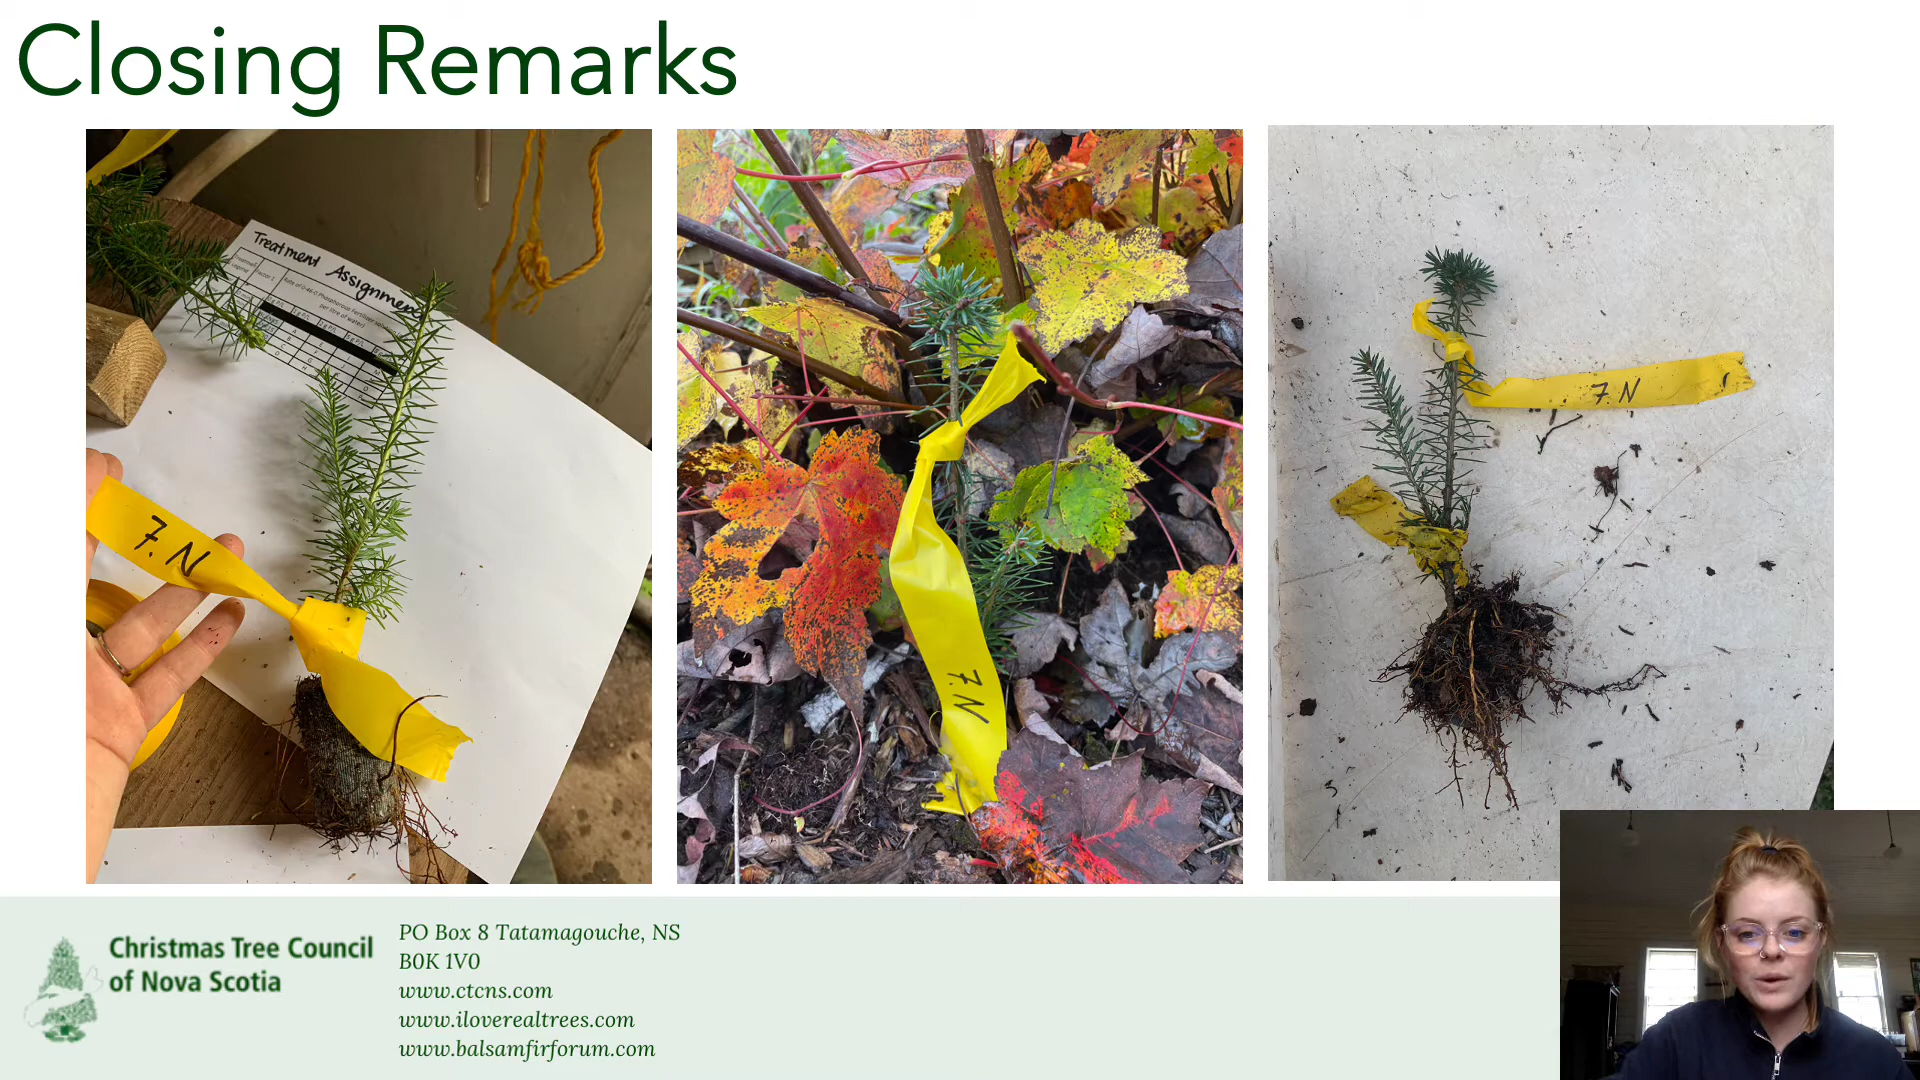 Closing Remarks
Treatment Assignment
7.N
7.N
7.N
Christmas Tree Council
of Nova Scotia
PO Box 8 Tatamagouche, NS
B0K 1V0
www.ctcns.com
www.iloverealtrees.com
www.balsamfirforum.com